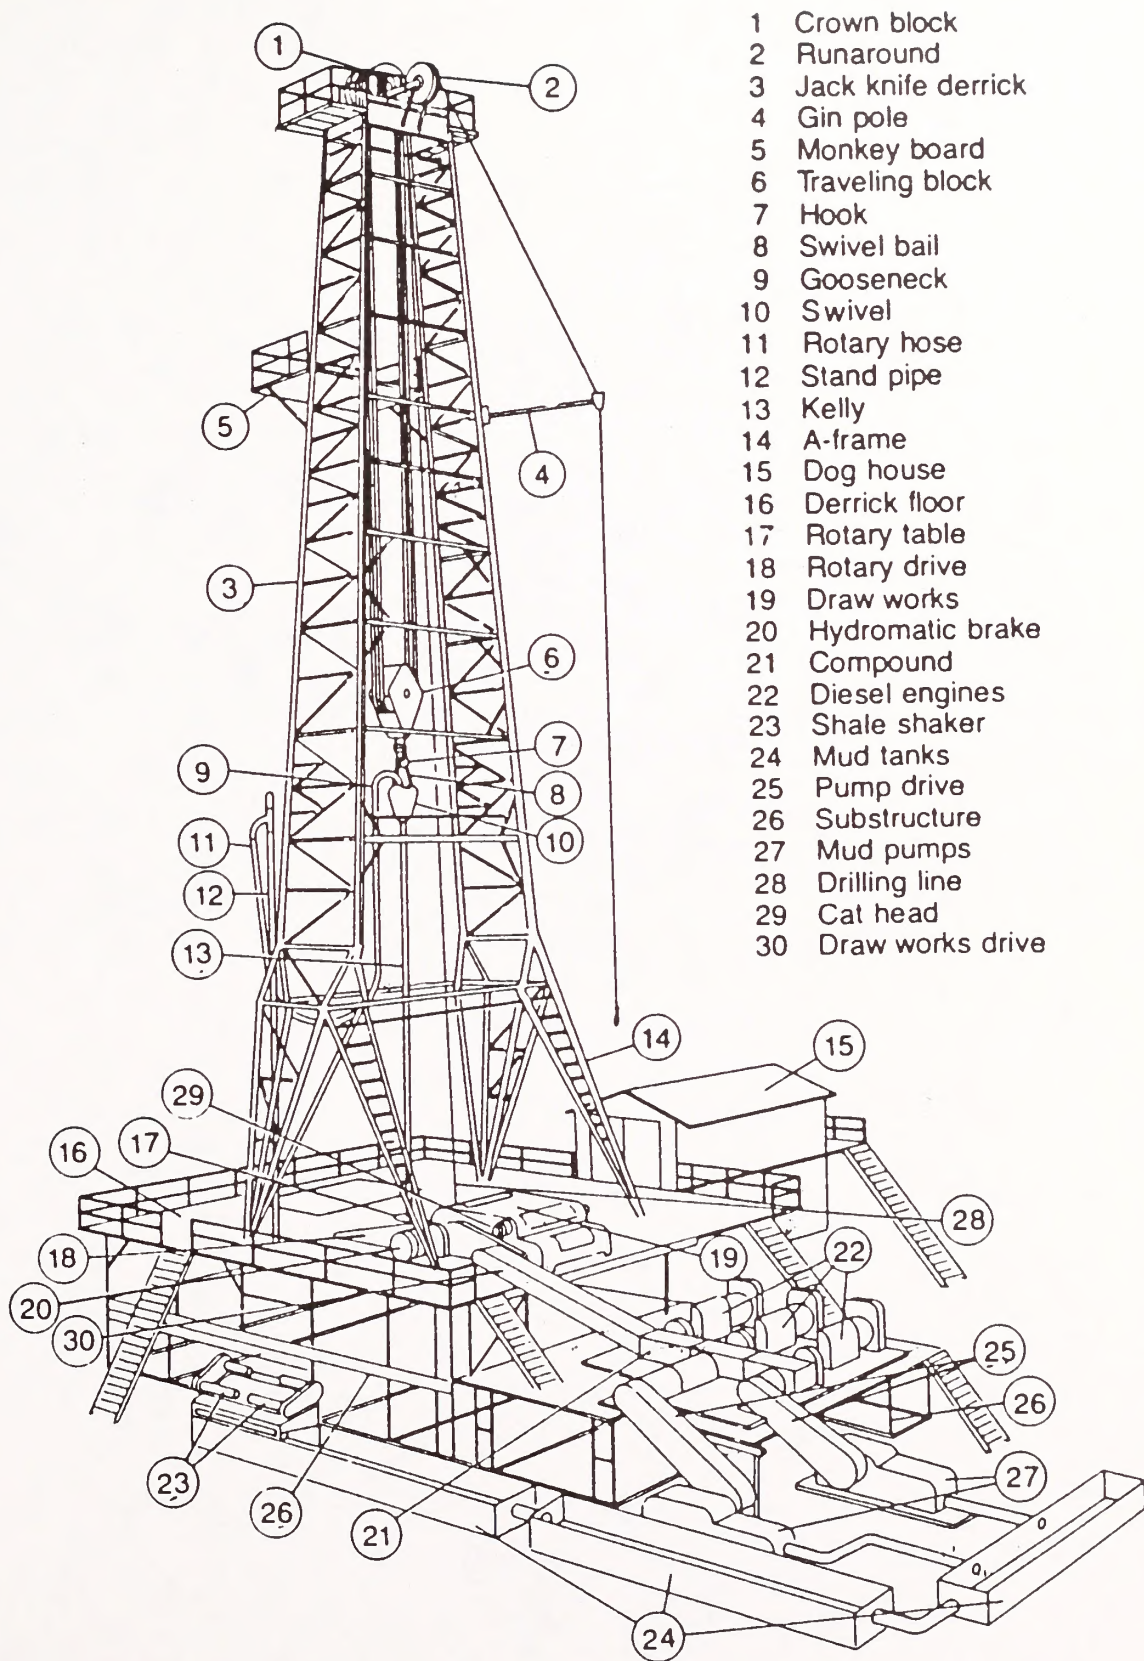 1 Crown block
2 Runaround
3 Jack knife derrick
4 Gin pole
5 Monkey board
6 Traveling block
7 Hook
8 Swivel bail
9 Gooseneck
10 Swivel
11 Rotary hose
12 Stand pipe
13 Kelly
14 A-frame
15 Dog house
16 Derrick floor
17 Rotary table
18 Rotary drive
19 Draw works
20 Hydromatic brake
21 Compound
22 Diesel engines
23 Shale shaker
24 Mud tanks
25 Pump drive
26 Substructure
27 Mud pumps
28 Drilling line
29 Cat head
30 Draw works drive
1
2
5
4
3
6
9
7
8
11
10
12
13
14
15
29
17
16
28
18
19
22
20
30
25
26
23
26
27
21
24